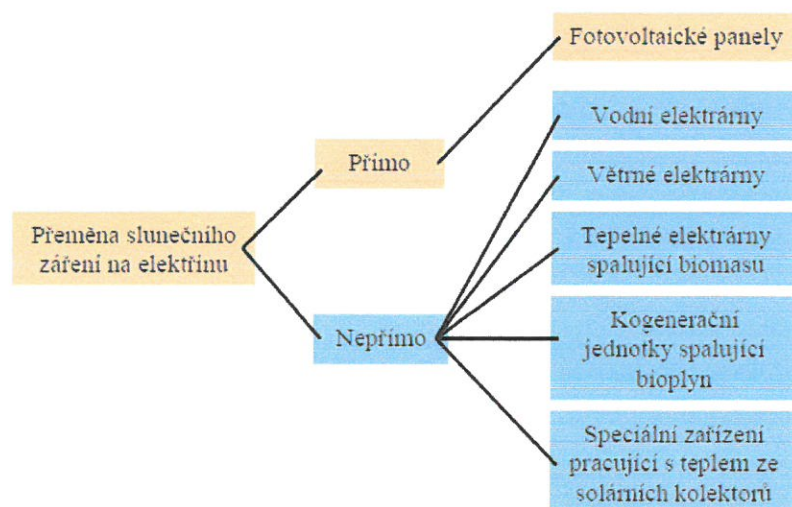 Fotovoltaické panely
Vodní elektrárny
Přímo
Větrné elektrárny
Přeměna slunečního
záření na elektřinu
Tepelné elektrárny
spalující biomasu
Nepřímo
Kogenerační
jednotky spalující
bioplyn
Speciální zařízení
pracující s teplem ze
solárních kolektorů